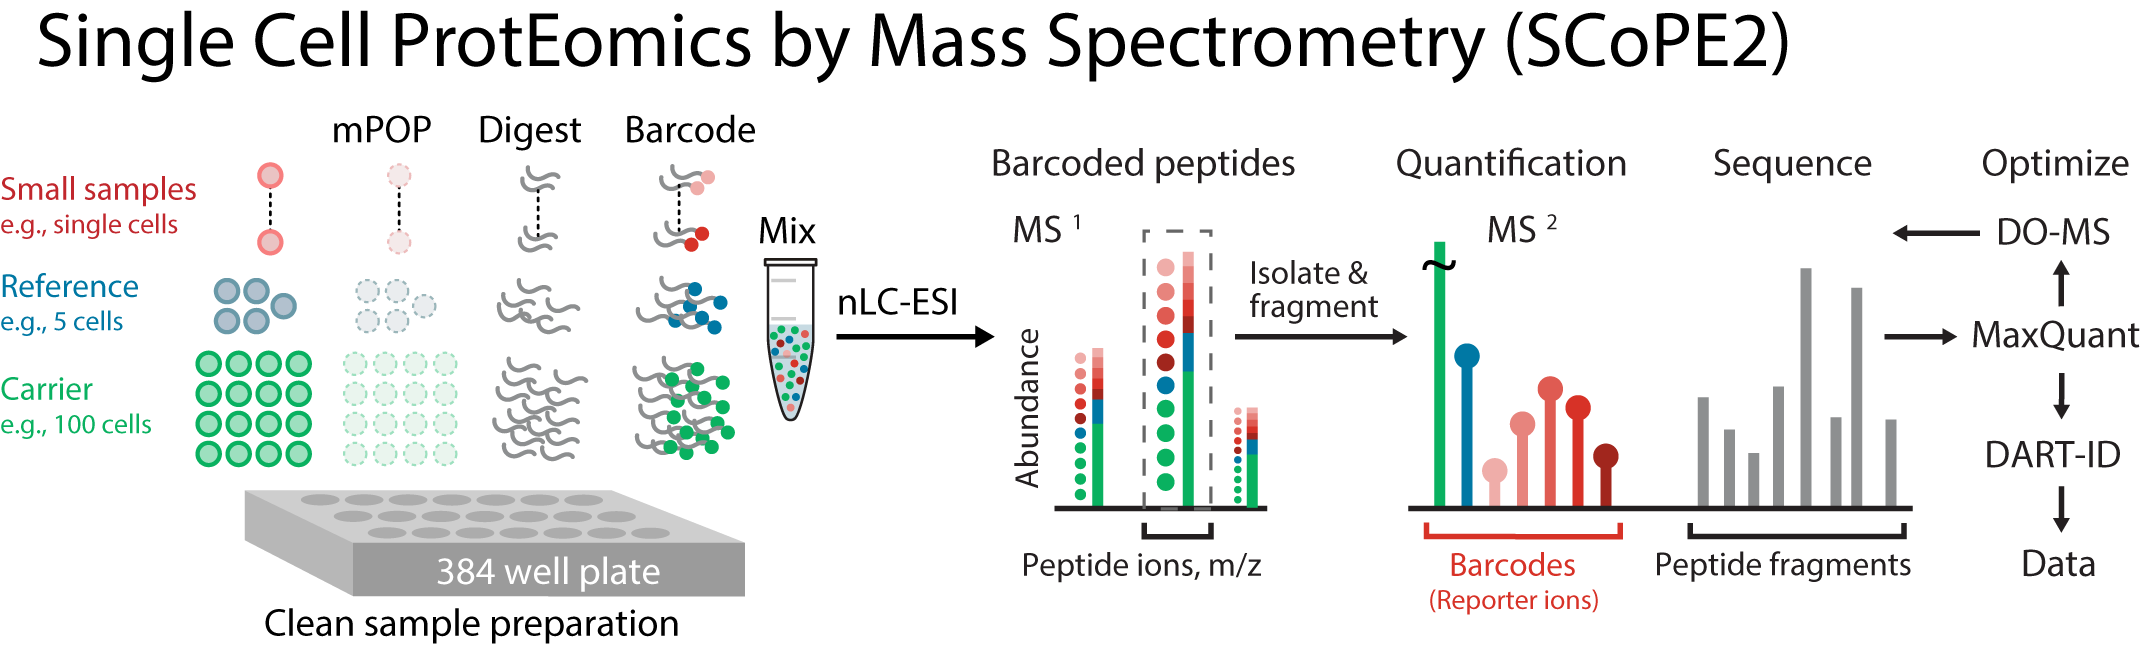 Single Cell ProtEomics by Mass Spectrometry (SCoPE2)
mPOP
Digest
Barcode
Small samples
e.g., single cells
Reference
e.g., 5 cells
Carrier
e.g., 100 cells
384 well plate
Clean sample preparation
Mix
nLC-ESI
Barcoded peptides
MS 1
Abundance
Peptide ions, m/z
Isolate &
fragment
Quantification
MS 2
~
Barcodes
(Reporter ions)
Sequence
Peptide fragments
Optimize
DO-MS
MaxQuant
DART-ID
Data